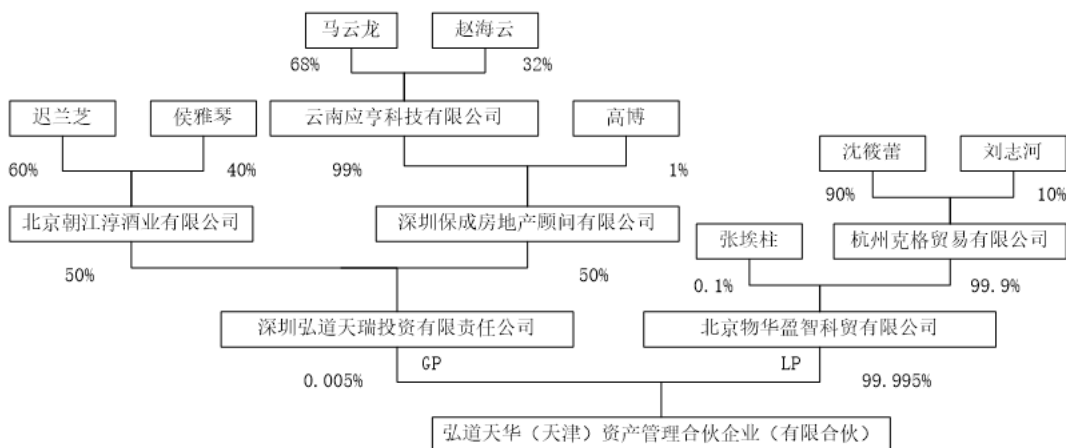 马云龙 赵海云
68% 32%
迟兰芝 侯雅琴 云南应亨科技有限公司 高博
沈筱蕾 刘志河
60% 40% 99% 1%
90% 10%
北京朝江淳酒业有限公司 深圳保成房地产顾问有限公司
张埃柱 杭州克格贸易有限公司
50% 50%
0.1% 99.9%
深圳弘道天瑞投资有限责任公司 北京物华盈智科贸有限公司
GP LP
0.005% 99.995%
弘道天华（天津）资产管理合伙企业（有限合伙）